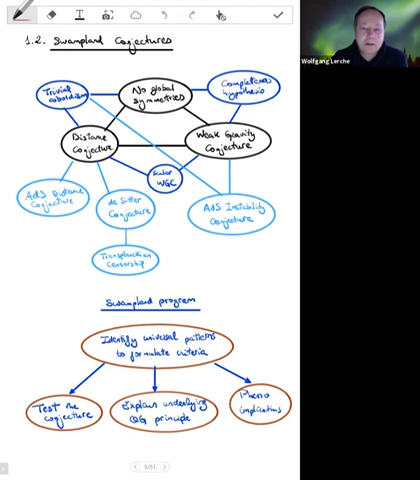 1.2. Swampland Conjectures
Wolfgang Lerche
Trivial
cobordism
No global
symmetries
Completeness
hypothesis
Distance
Conjecture
Weak Gravity
Conjecture
Scalar
WGC
AdS Distance
Conjecture
de Sitter
Conjecture
AdS Instability
Conjecture
Transplanckian
Censorship
Swampland program
Identify universal patterns
to formulate criteria
Test the
conjecture
Explain underlying
QG principle
Pheno
implications
5/51